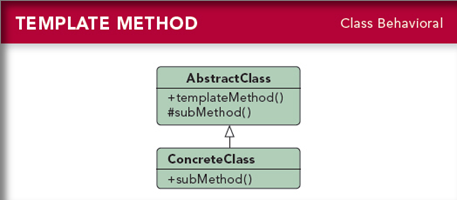 TEMPLATE METHOD Class Behavioral
AbstractClass
+templateMethod()
#subMethod()
ConcreteClass
+subMethod()